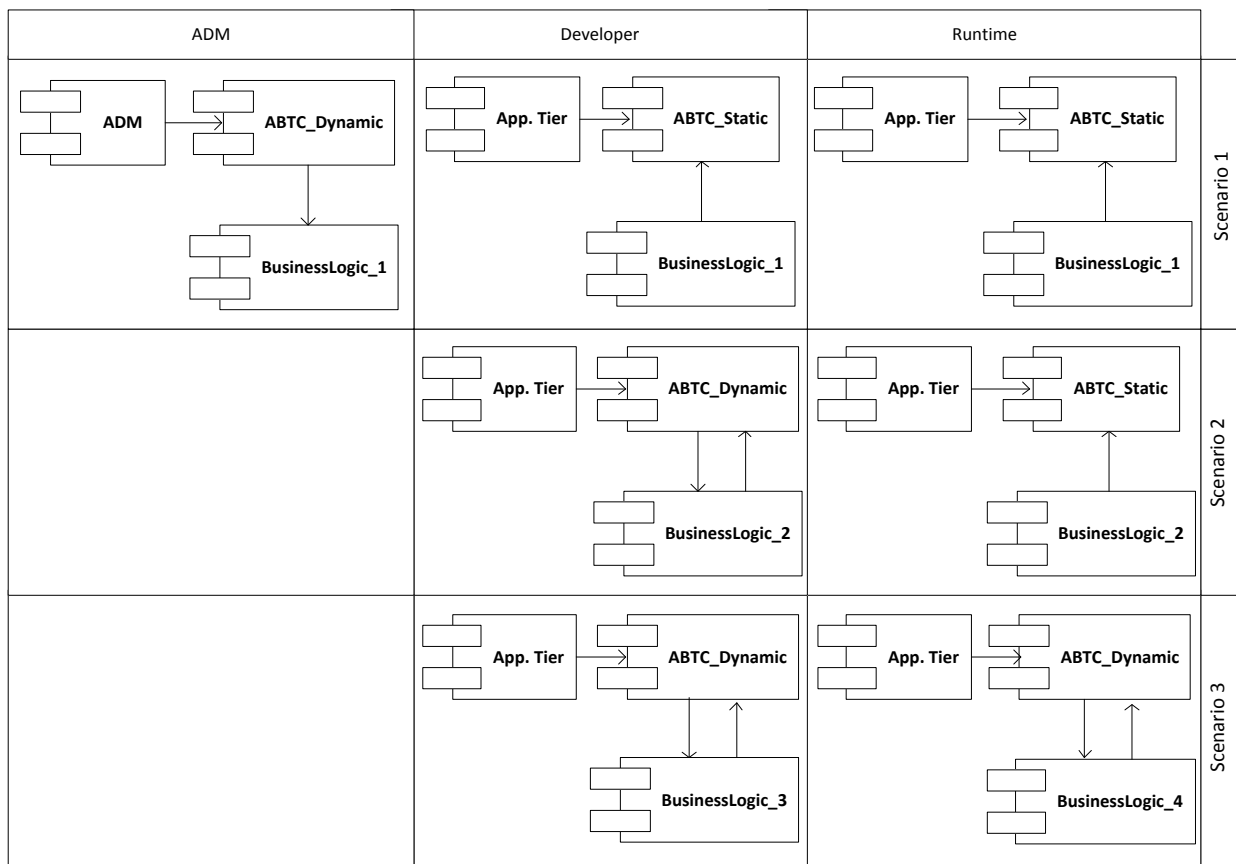 ADM
Developer
Runtime
ADM
ABTC_Dynamic
BusinessLogic_1
App. Tier
ABTC_Static
BusinessLogic_1
App. Tier
ABTC_Static
BusinessLogic_1
Scenario 1
App. Tier
ABTC_Dynamic
BusinessLogic_2
App. Tier
ABTC_Static
BusinessLogic_2
Scenario 2
App. Tier
ABTC_Dynamic
BusinessLogic_3
App. Tier
ABTC_Dynamic
BusinessLogic_4
Scenario 3